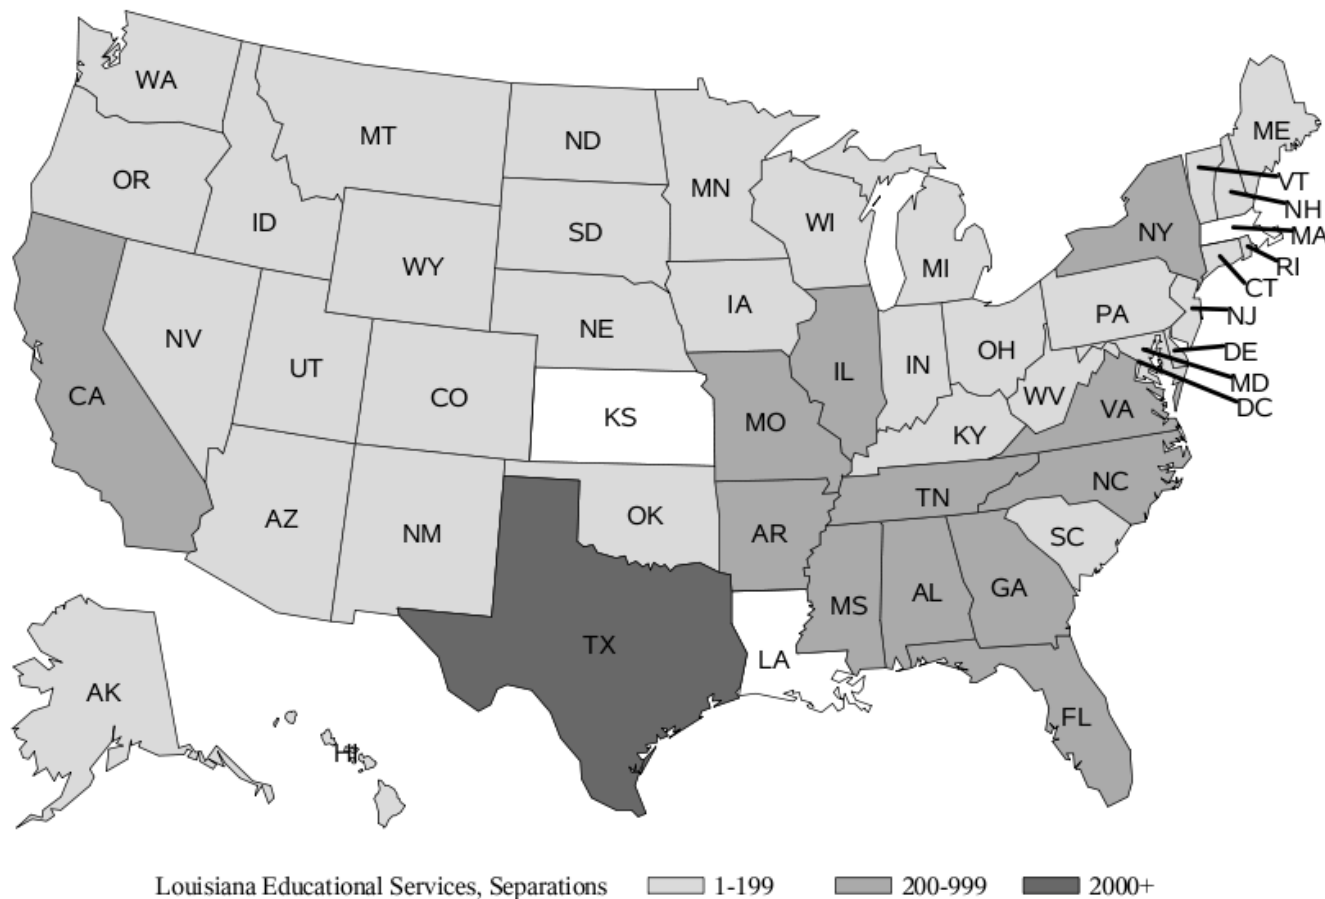 WA
MT
ND
MN
ME
OR
ID
SD
WI
MI
NY
VT
NH
MA
RI
CT
WY
IA
NE
PA
NJ
NV
UT
CO
KS
MO
IL
IN
OH
WV
DE
MD
DC
CA
KY
VA
AZ
NM
OK
AR
TN
NC
SC
MS
AL
GA
TX
LA
FL
AK
HI
Louisiana Educational Services, Separations 1-199 200-999 2000+